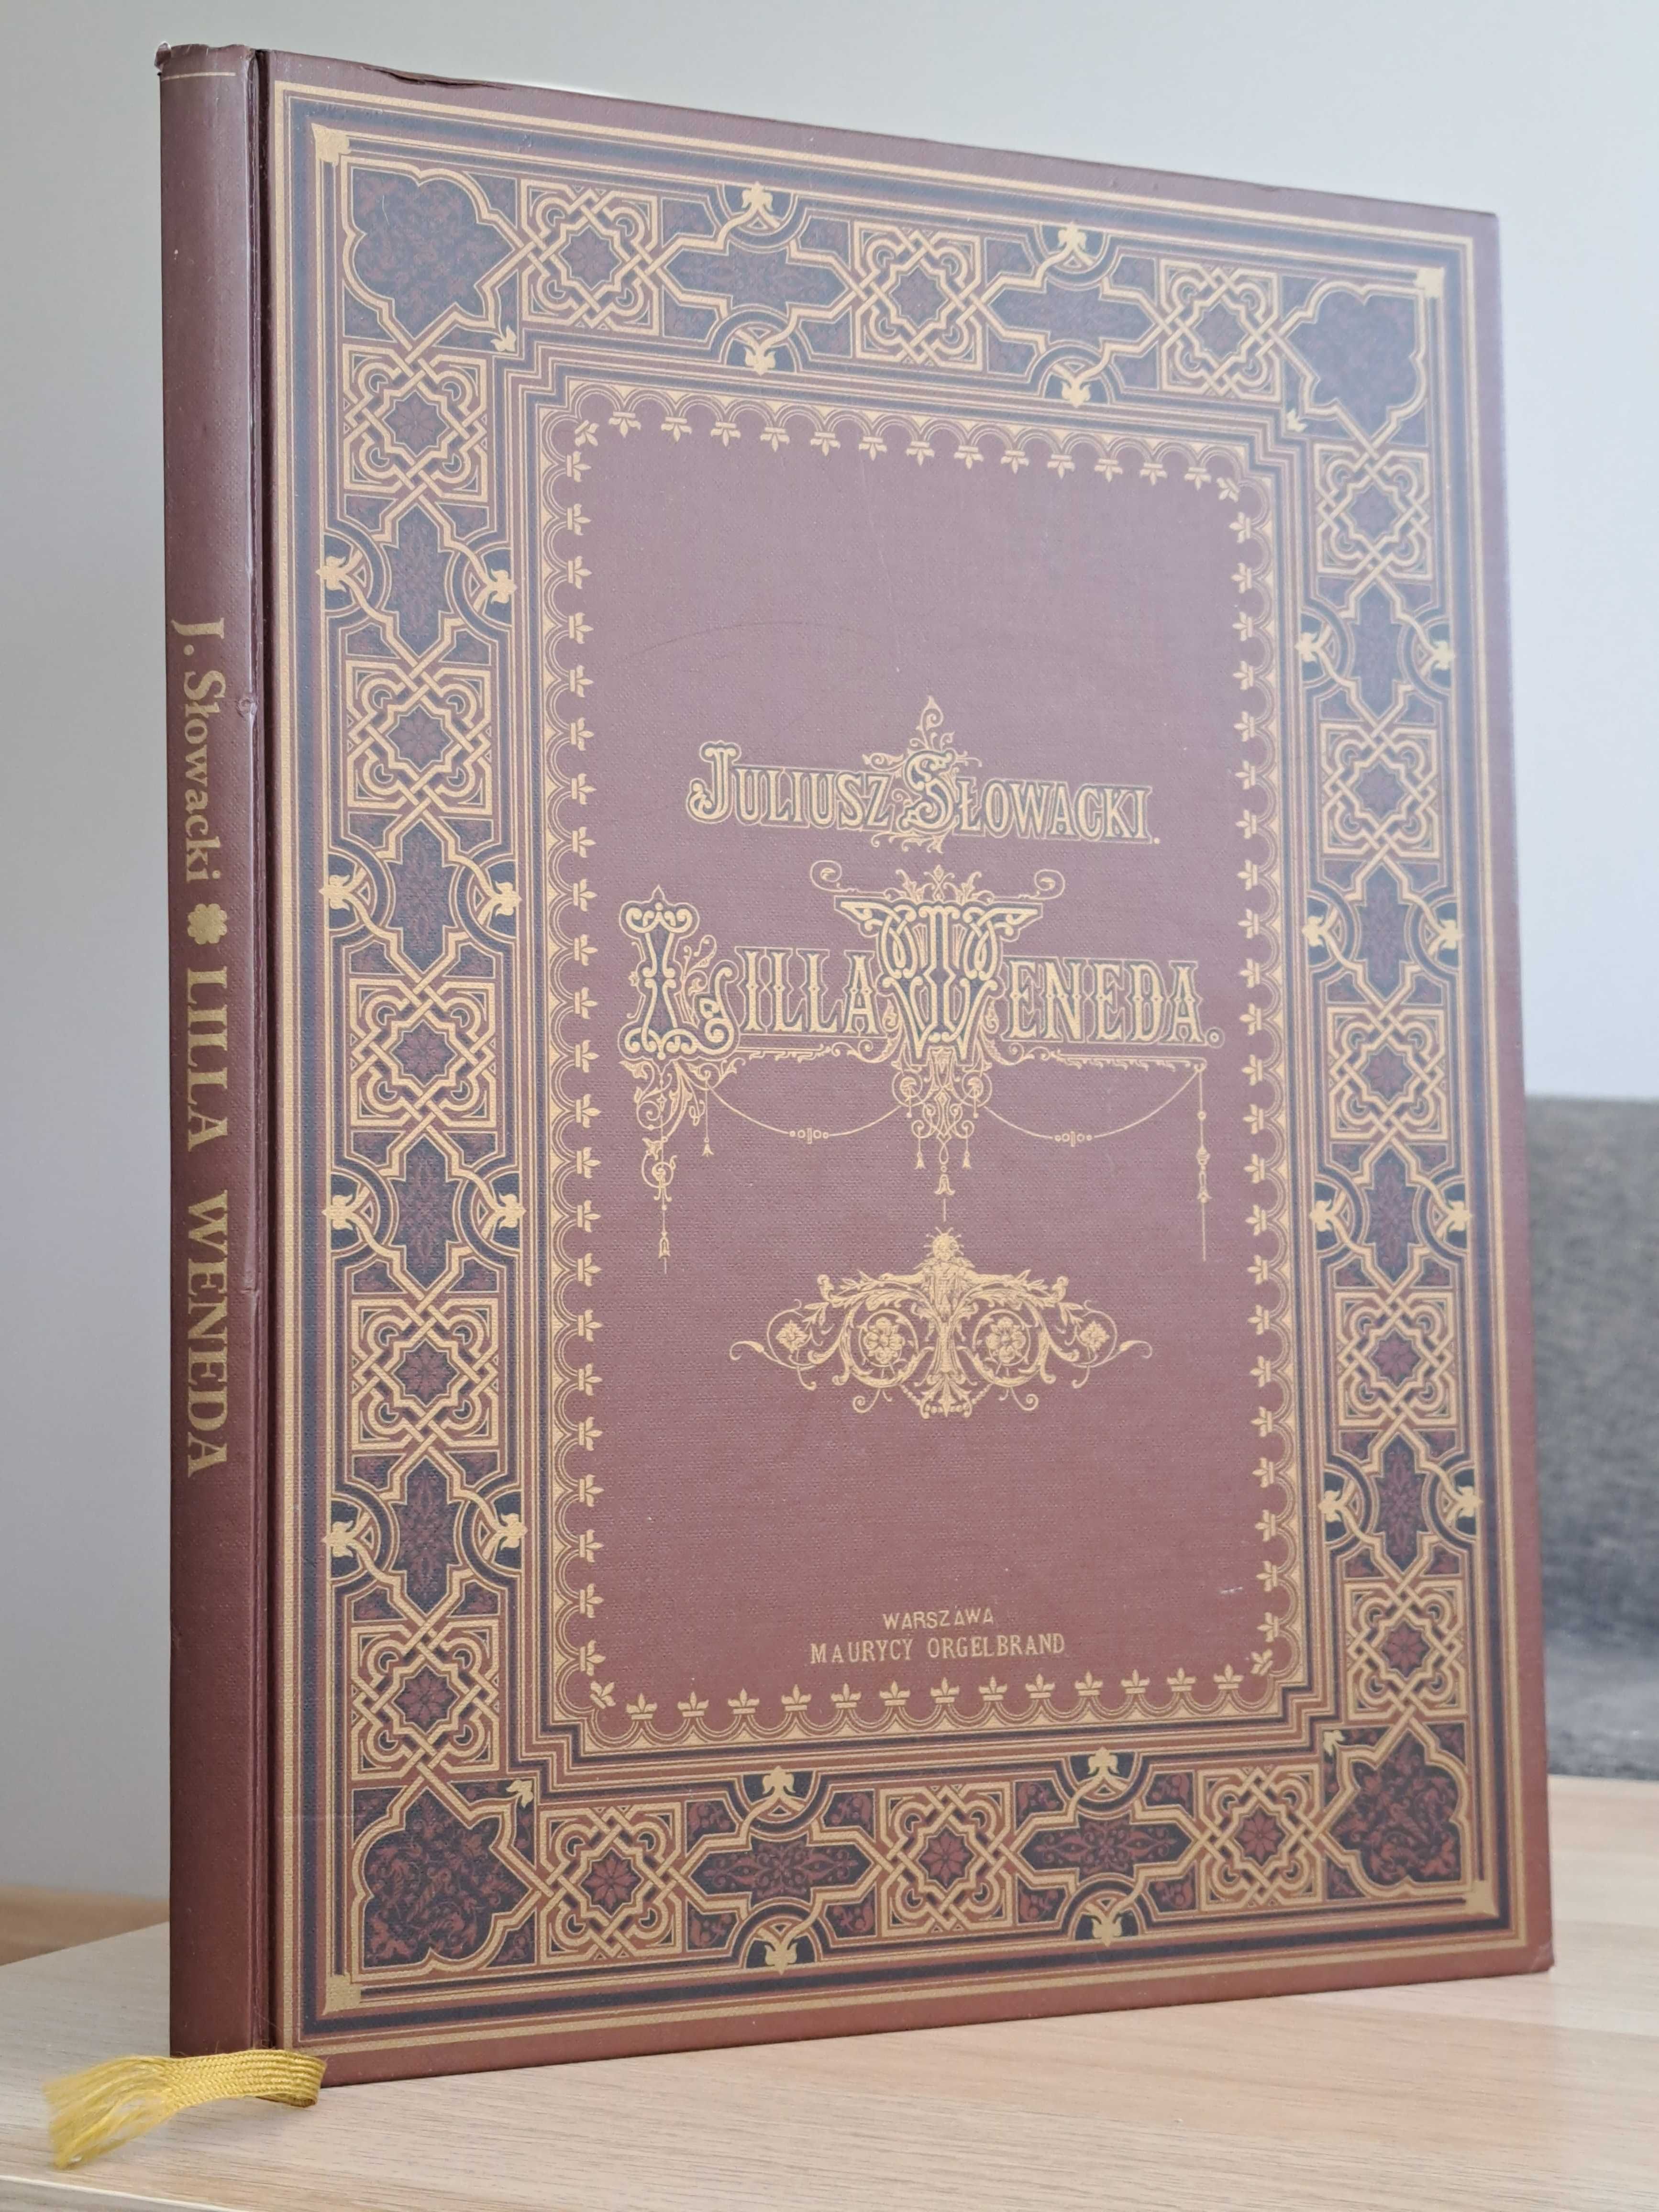 J. Słowacki LILLA WENEDA
JULIUSZ SŁOWACKI.
LILLA WENEDA.
WARSZAWA
MAURYCY ORGELBRAND